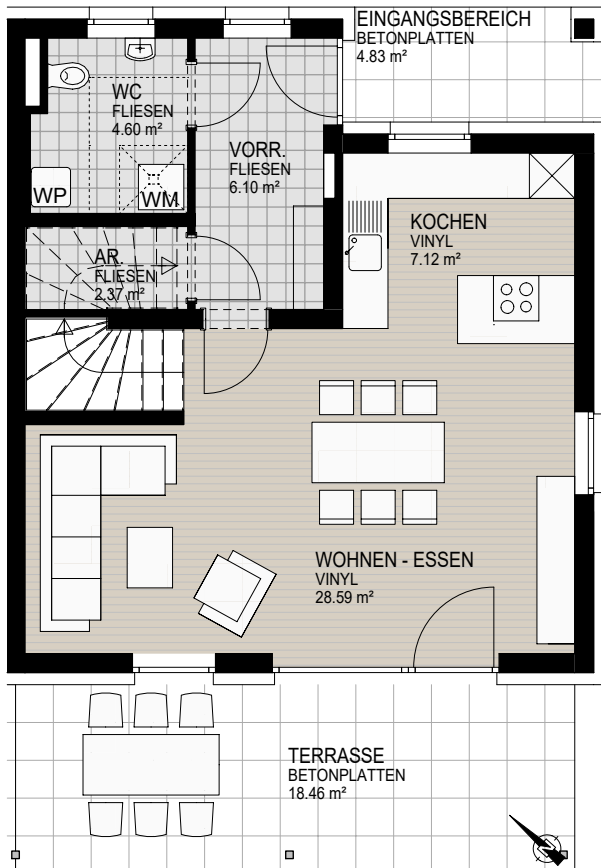 EINGANGSBEREICH
BETONPLATTEN
4.83 m²
WC
FLIESEN
4.60 m²
VORR.
FLIESEN
6.10 m²
WP
WM
KOCHEN
VINYL
7.12 m²
AR
FLIESEN
2.37 m²
WOHNEN - ESSEN
VINYL
28.59 m²
TERRASSE
BETONPLATTEN
18.46 m²